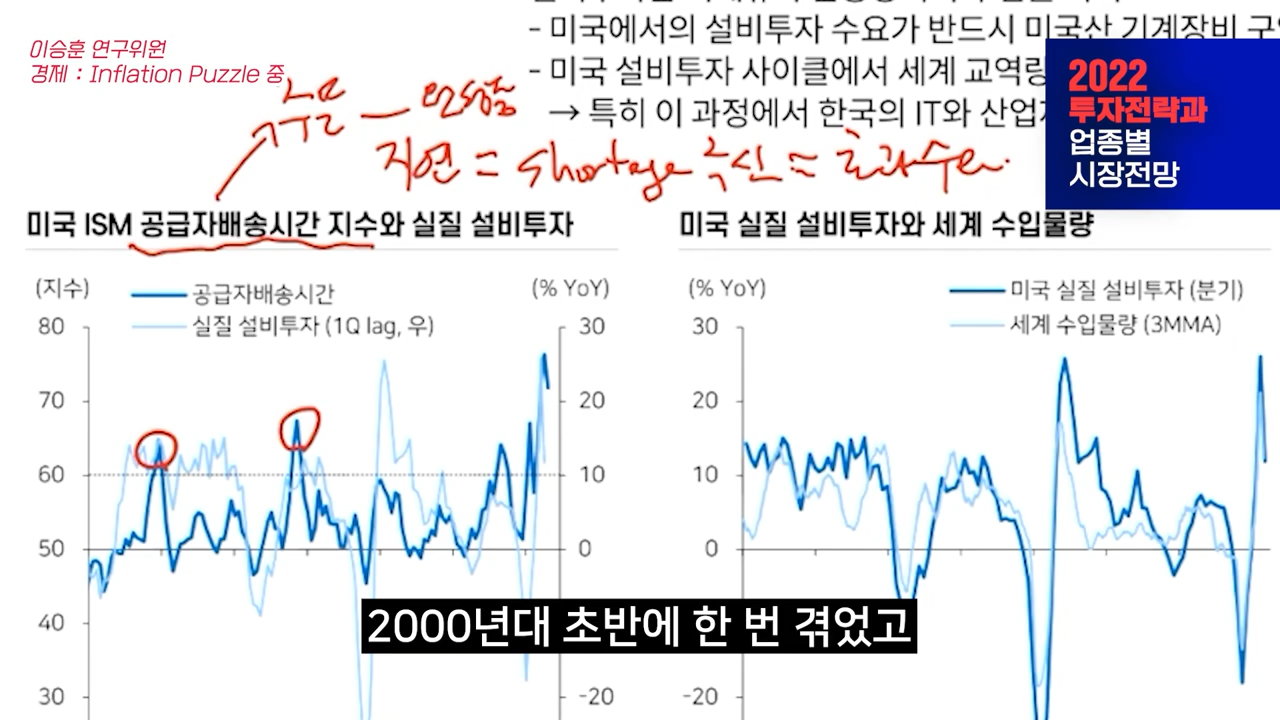 이승훈 연구위원
경제 : Inflation Puzzle 중
- 미국에서의 설비투자 수요가 반드시 미국산 기계장비 구
- 미국 설비투자 사이클에서 세계 교역량
→ 특히 이 과정에서 한국의 IT와 산업
2022
투자전략과
업종별
시장전망
지연 = shortage 흑신 = 초과수요.
미국 ISM 공급자배송시간 지수와 실질 설비투자
(지수)
(% YoY)
공급자배송시간
실질 설비투자 (1Q lag, 우)
80
70
60
50
40
30
30
20
10
0
-20
미국 실질 설비투자와 세계 수입물량
(% YoY)
미국 실질 설비투자 (분기)
세계 수입물량 (3MMA)
30
20
10
0
-20
2000년대 초반에 한 번 겪었고